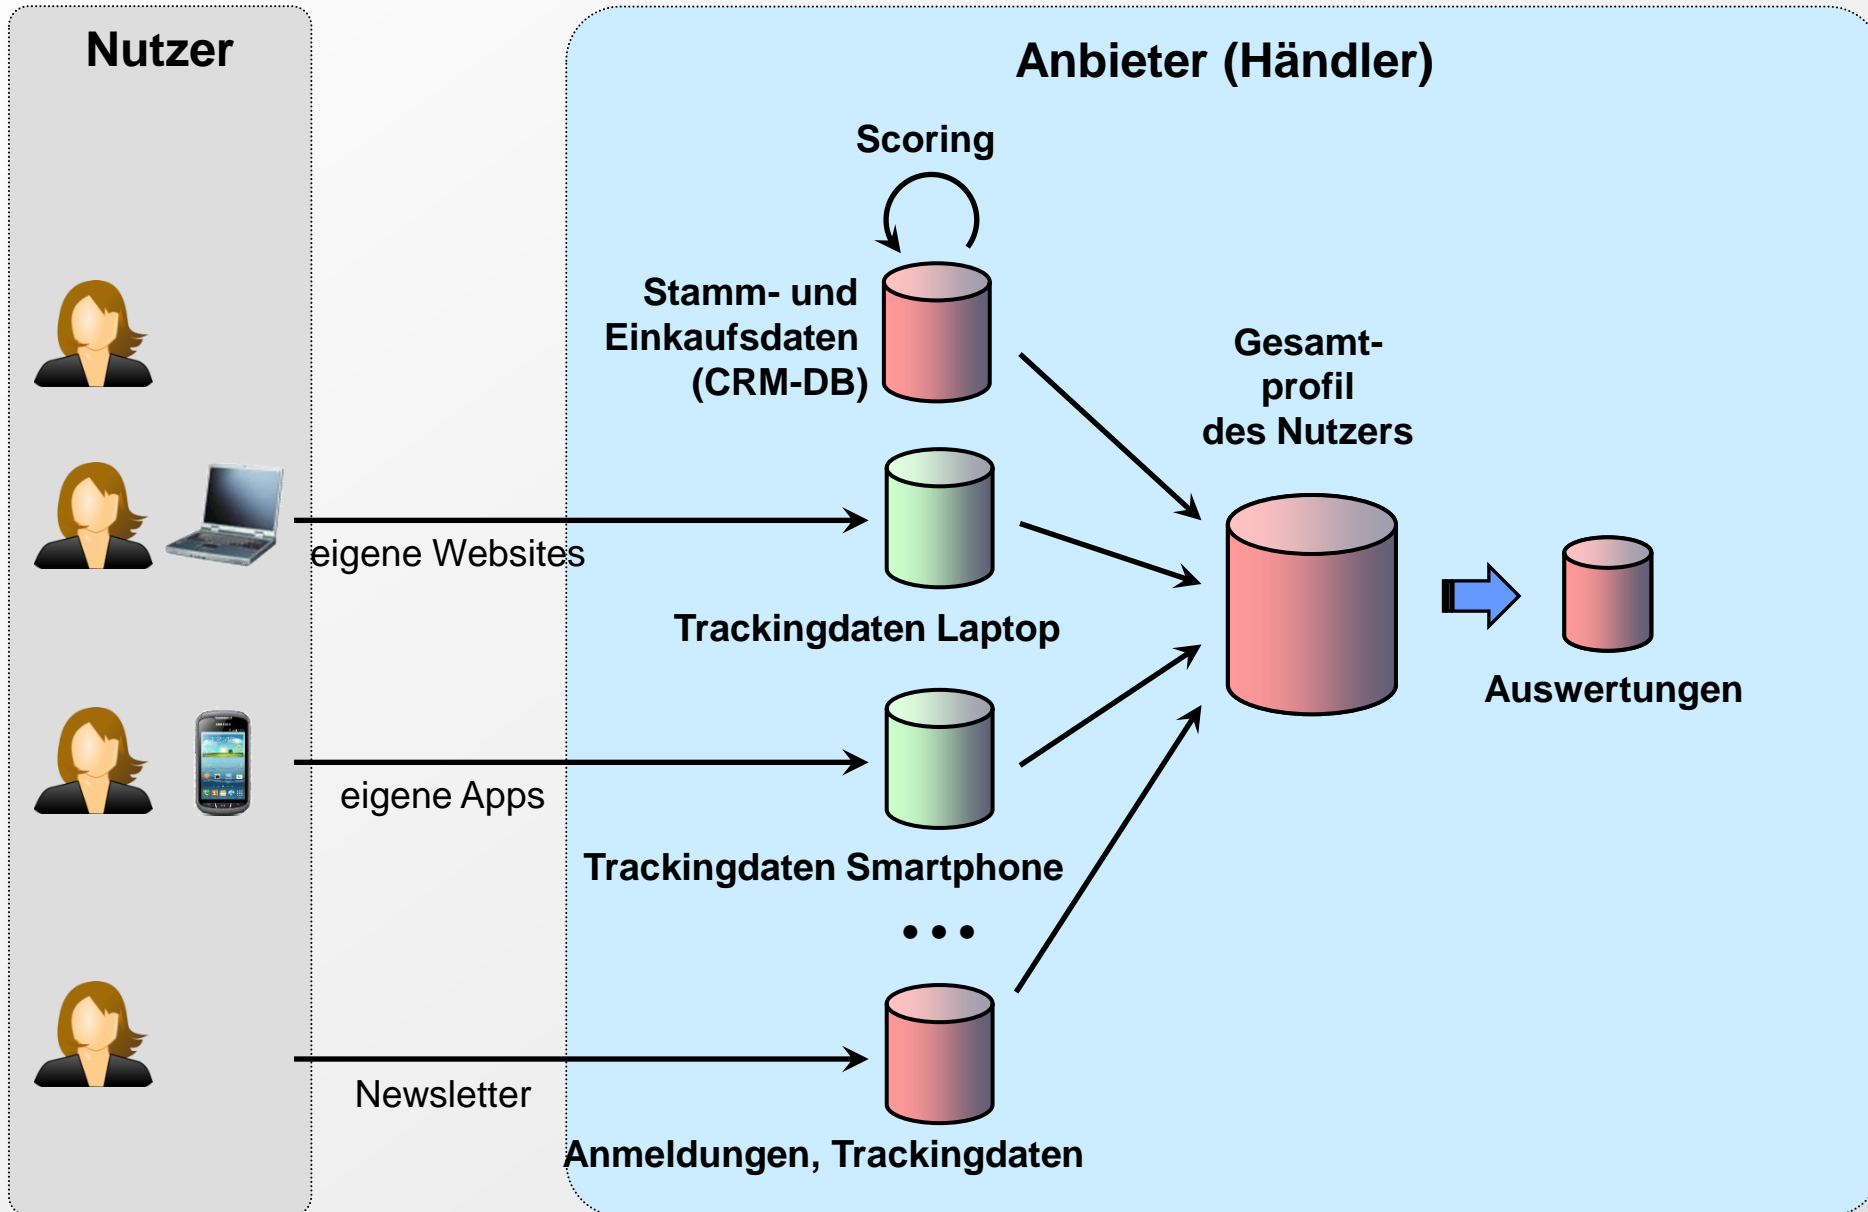 Nutzer
Anbieter (Händler)
Scoring
Stamm- und
Einkaufsdaten
(CRM-DB)
Gesamt-
profil
des Nutzers
eigene Websites
Trackingdaten Laptop
Auswertungen
eigene Apps
Trackingdaten Smartphone
...
Newsletter
Anmeldungen, Trackingdaten